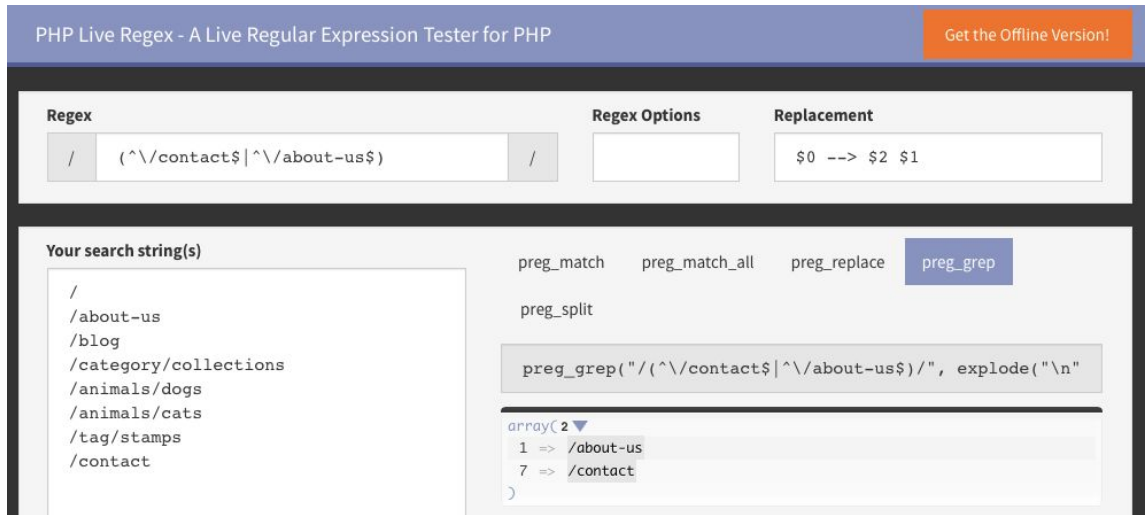 PHP Live Regex - A Live Regular Expression Tester for PHP
Get the Offline Version!
Regex
Regex Options
Replacement
/ (^\/contact$|^\/about-us$) /
$0 --> $2 $1
Your search string(s)
/
/about-us
/blog
/category/collections
/animals/dogs
/animals/cats
/tag/stamps
/contact
preg_match preg_match_all preg_replace preg_grep
preg_split
preg_grep("/(^\/contact$|^\/about-us$)/", explode("\n"
array( 2 ▼
1 => /about-us
7 => /contact
)